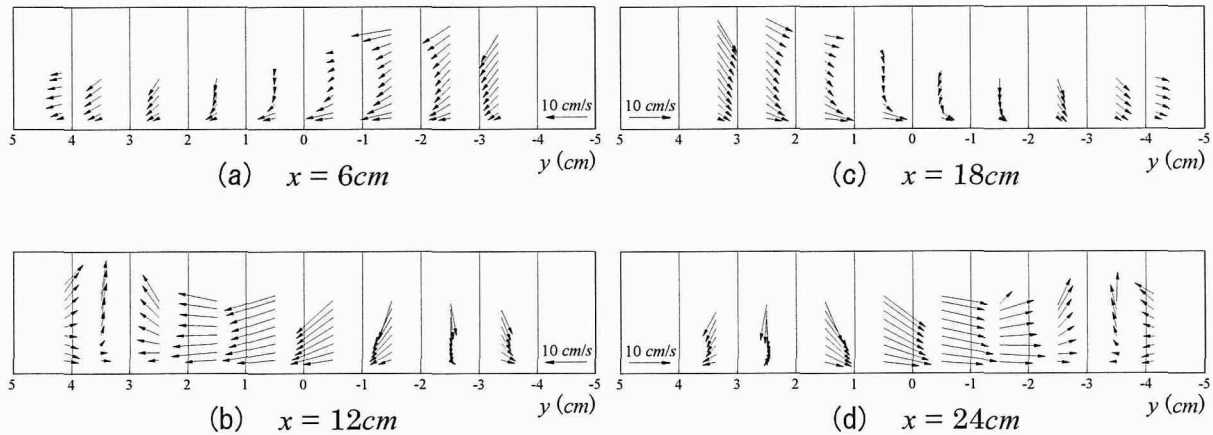 10 cm/s
5 4 3 2 1 0 -1 -2 -3 -4 -5
y (cm)
(a) x = 6cm
10 cm/s
5 4 3 2 1 0 -1 -2 -3 -4 -5
y (cm)
(b) x = 12cm
10 cm/s
4 3 2 1 0 -1 -2 -3 -4 -5
y (cm)
(c) x = 18cm
10 cm/s
4 3 2 1 0 -1 -2 -3 -4 -5
y (cm)
(d) x = 24cm